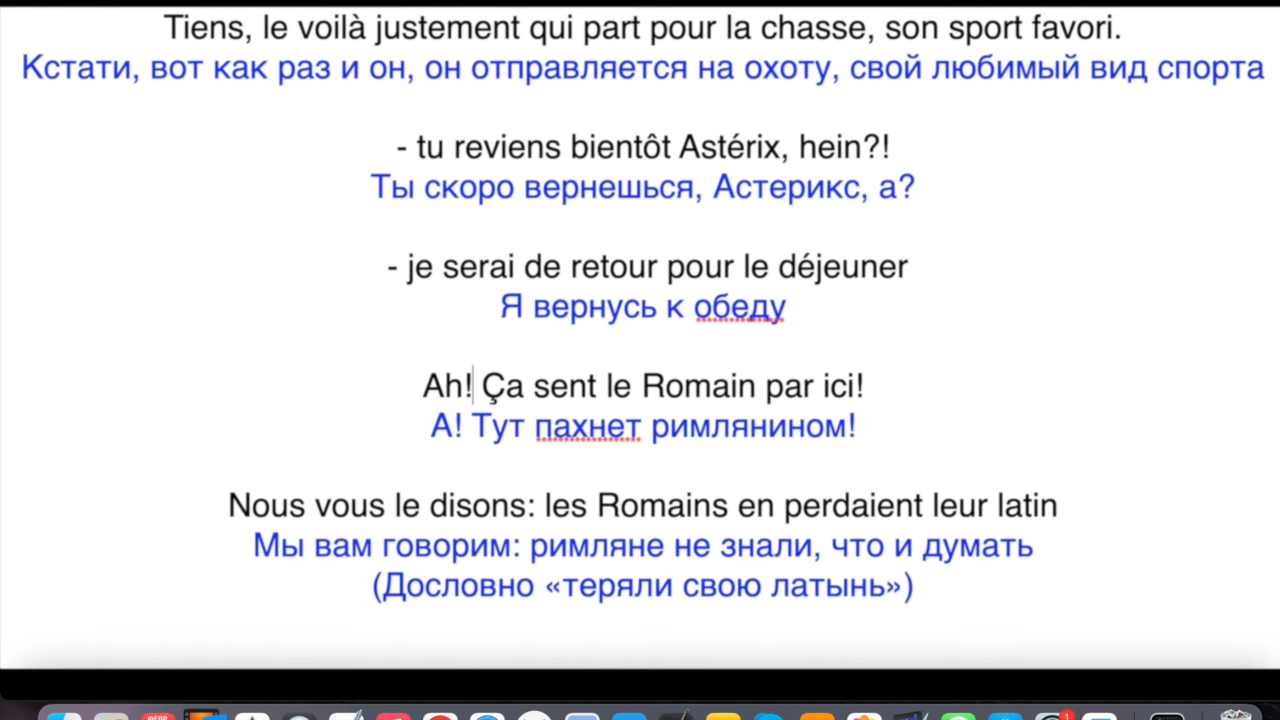 Tiens, le voilà justement qui part pour la chasse, son sport favori.
Кстати, вот как раз и он, он отправляется на охоту, свой любимый вид спорта
- tu reviens bientôt Astérix, hein?!
Ты скоро вернешься, Астерикс, а?
- je serai de retour pour le déjeuner
Я вернусь к обеду
Ah! Ça sent le Romain par ici!
А! Тут пахнет римлянином!
Nous vous le disons: les Romains en perdaient leur latin
Мы вам говорим: римляне не знали, что и думать
(Дословно «теряли свою латынь»)
ФЕВР
1